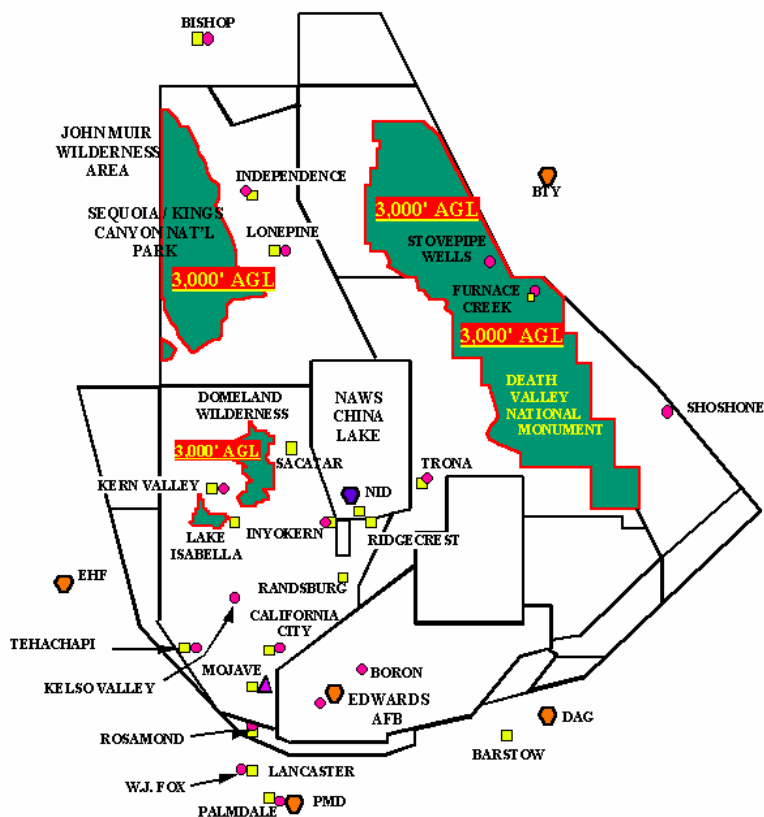 BISHOP
JOHN MUIR
WILDERNESS
AREA
INDEPENDENCE
BTY
3,000' AGL
SEQUOIA / KINGS
CANYON NAT'L
PARK
LONEPINE
STOVEPIPE
WELLS
3,000' AGL
FURNACE
CREEK
3,000' AGL
DOMELAND
WILDERNESS
NAWS
CHINA
LAKE
DEATH
VALLEY
NATIONAL
MONUMENT
SHOSHONE
3,000' AGL
SACATAR
TRONA
KERN VALLEY
NID
LAKE
ISABELLA
INYOKERN
RIDGECREST
EHF
RANDSBURG
CALIFORNIA
CITY
TEHACHAPI
MOJAVE
BORON
KELSO VALLEY
EDWARDS
AFB
DAG
ROSAMOND
BARSTOW
LANCASTER
W.J. FOX
PALMDALE
PMD